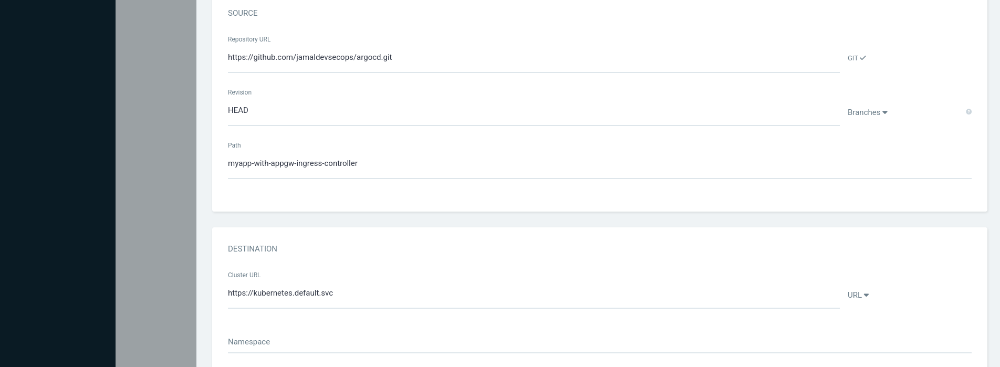 SOURCE
Repository URL
https://github.com/jamaldevsecops/argocd.git
GIT
Revision
HEAD
Branches
?
Path
myapp-with-appgw-ingress-controller
DESTINATION
Cluster URL
https://kubernetes.default.svc
URL
Namespace